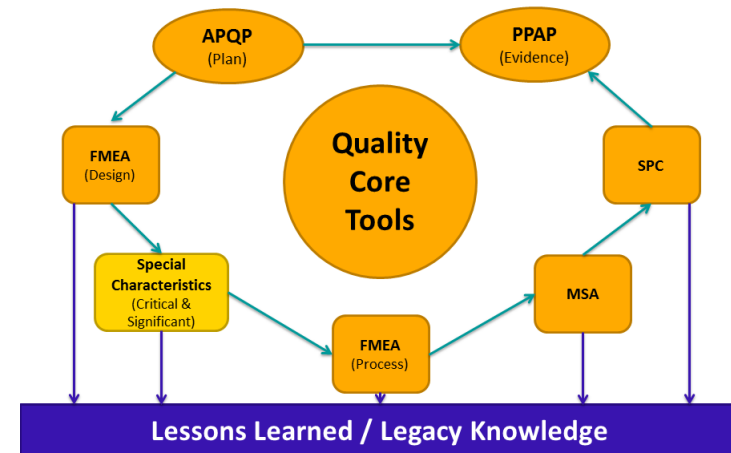 APQP
(Plan)
PPAP
(Evidence)
Quality
Core
Tools
FMEA
(Design)
SPC
Special
Characteristics
(Critical &
Significant)
MSA
FMEA
(Process)
Lessons Learned / Legacy Knowledge